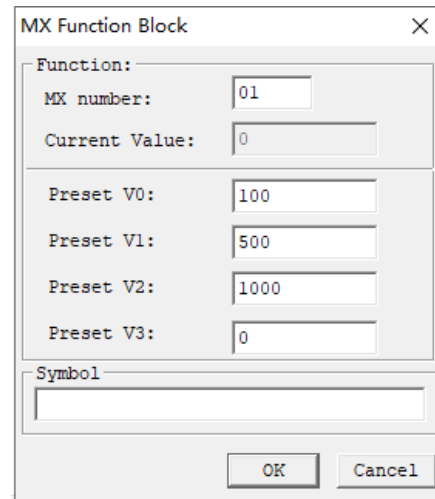 MX Function Block
Function:
MX number: 01
Current Value: 0
Preset V0: 100
Preset V1: 500
Preset V2: 1000
Preset V3: 0
Symbol
OK Cancel